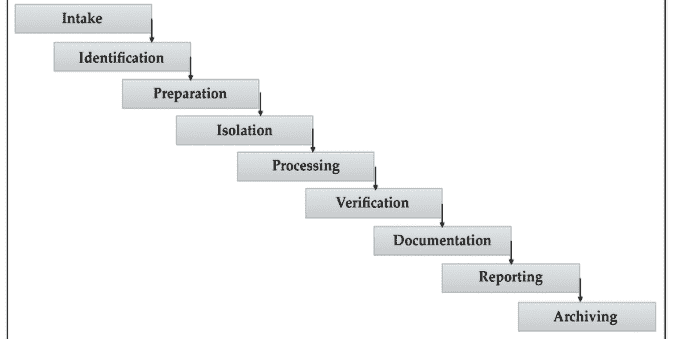 Intake
Identification
Preparation
Isolation
Processing
Verification
Documentation
Reporting
Archiving